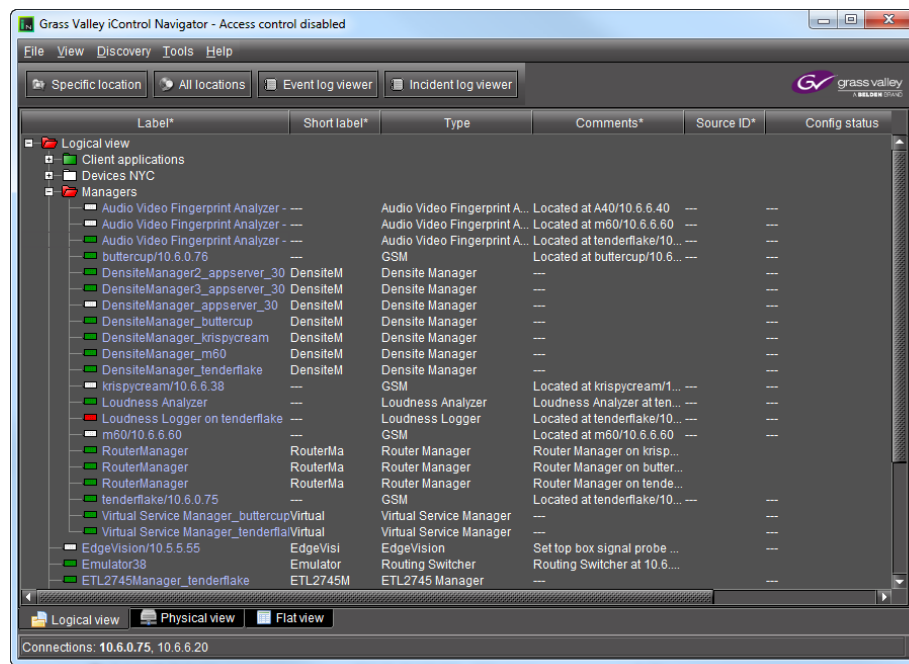 Grass Valley iControl Navigator - Access control disabled
File View Discovery Tools Help
Specific location All locations Event log viewer Incident log viewer grass valley
A BELDEN BRAND
Label* Short label* Type Comments* Source ID* Config status
Logical view
Client applications
Devices NYC
Managers
Audio Video Fingerprint Analyzer - --- Audio Video Fingerprint A... Located at A40/10.6.6.40 --- ---
Audio Video Fingerprint Analyzer - --- Audio Video Fingerprint A... Located at m60/10.6.6.60 --- ---
Audio Video Fingerprint Analyzer - --- Audio Video Fingerprint A... Located at tenderflake/10... --- ---
buttercup/10.6.0.76 --- GSM Located at buttercup/10.6... --- ---
DensiteManager2_appserver_30 DensiteM Densite Manager --- ---
DensiteManager3_appserver_30 DensiteM Densite Manager --- ---
DensiteManager_appserver_30 DensiteM Densite Manager --- ---
DensiteManager_buttercup DensiteM Densite Manager --- ---
DensiteManager_krispycream DensiteM Densite Manager --- ---
DensiteManager_m60 DensiteM Densite Manager --- ---
DensiteManager_tenderflake DensiteM Densite Manager --- ---
krispycream/10.6.6.38 --- GSM Located at krispycream/1... --- ---
Loudness Analyzer --- Loudness Analyzer Loudness Analyzer at ten... --- ---
Loudness Logger on tenderflake --- Loudness Logger Located at tenderflake/10... --- ---
m60/10.6.6.60 --- GSM Located at m60/10.6.6.60 --- ---
RouterManager RouterMa Router Manager Router Manager on krisp...
RouterManager RouterMa Router Manager Router Manager on butter...
RouterManager RouterMa Router Manager Router Manager on tende...
tenderflake/10.6.0.75 --- GSM Located at tenderflake/10... --- ---
Virtual Service Manager_buttercup Virtual Virtual Service Manager --- ---
Virtual Service Manager_tenderfla Virtual Virtual Service Manager --- ---
EdgeVision/10.5.5.55 EdgeVisi EdgeVision Set top box signal probe ... ---
Emulator38 Emulator Routing Switcher Routing Switcher at 10.6....
ETL2745Manager_tenderflake ETL2745M ETL2745 Manager --- ---
Logical view Physical view Flat view
Connections: 10.6.0.75, 10.6.6.20